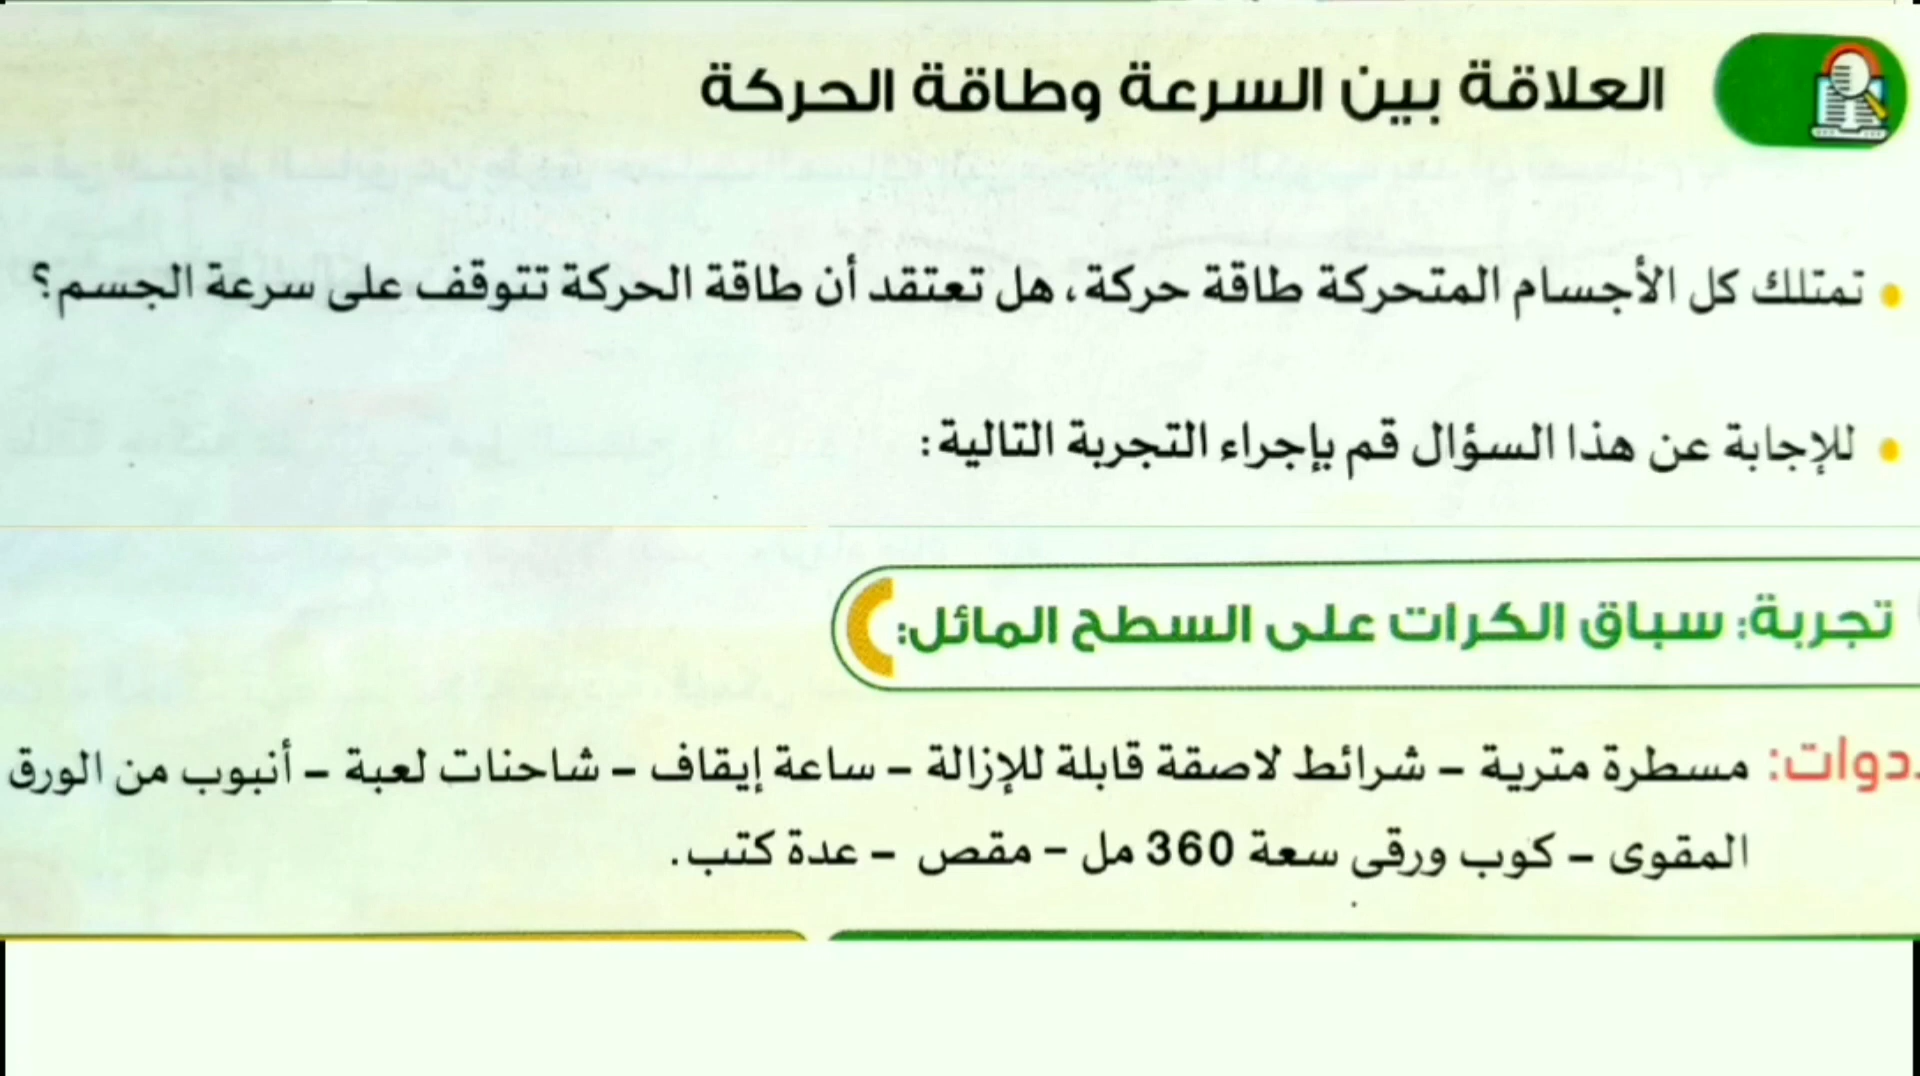 العلاقة بين السرعة وطاقة الحركة
• تمتلك كل الأجسام المتحركة طاقة حركة، هل تعتقد أن طاقة الحركة تتوقف على سرعة الجسم؟
• للإجابة عن هذا السؤال قم بإجراء التجربة التالية:
تجربة: سباق الكرات على السطح المائل:
دوات: مسطرة مترية – شرائط لاصقة قابلة للإزالة – ساعة إيقاف – شاحنات لعبة – أنبوب من الورق
المقوى – كوب ورقى سعة 360 مل – مقص – عدة كتب.